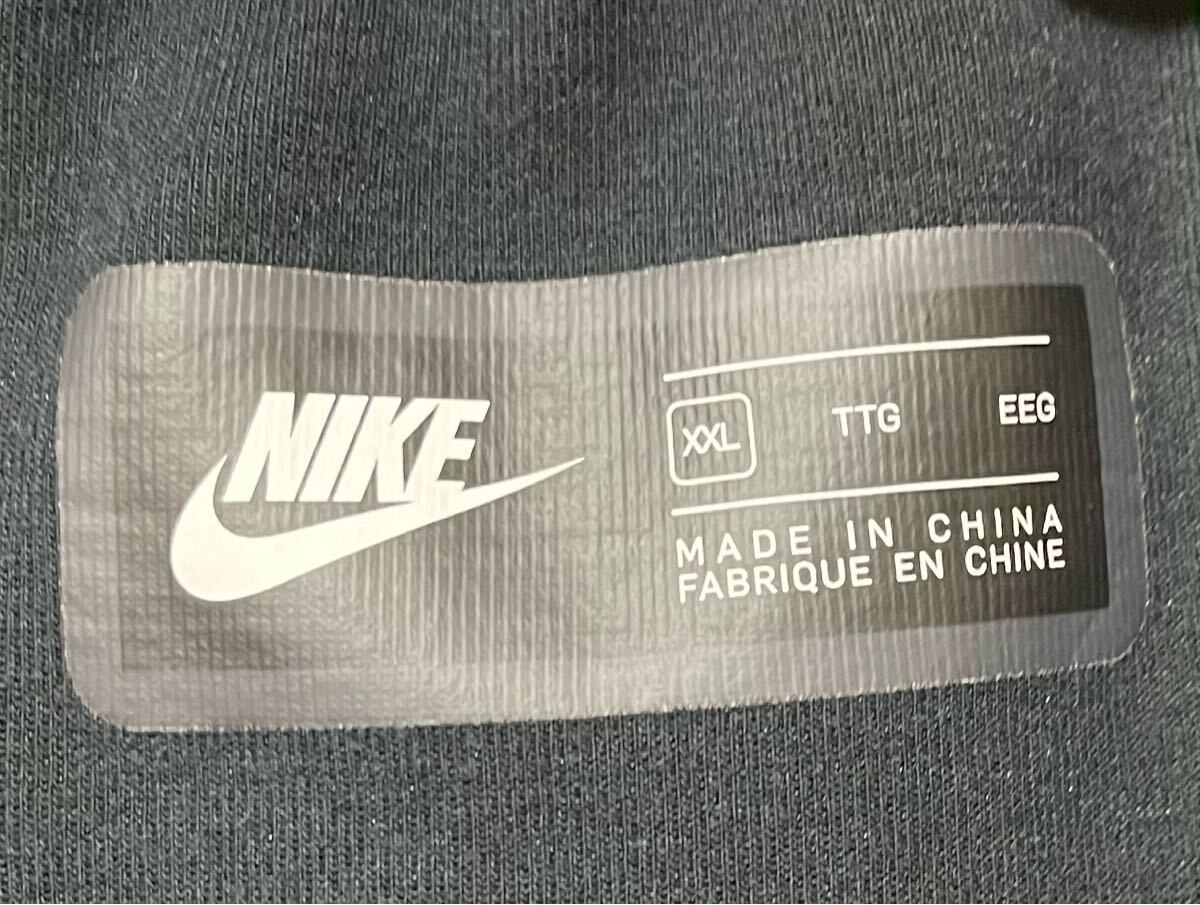 NIKE
XXL TTG EEG
MADE IN CHINA
FABRIQUE EN CHINE